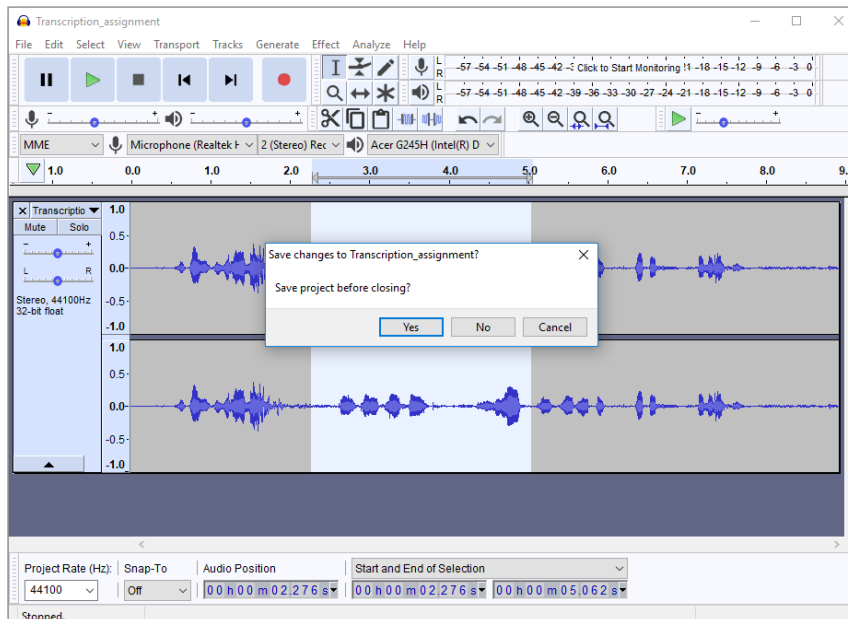 Transcription_assignment
File Edit Select View Transport Tracks Generate Effect Analyze Help
L
R
-57 -54 -51 -48 -45 -42 -3 Click to Start Monitoring !1 -18 -15 -12 -9 -6 -3 0
L
R
-57 -54 -51 -48 -45 -42 -39 -36 -33 -30 -27 -24 -21 -18 -15 -12 -9 -6 -3 0
- + - + - +
MME Microphone (Realtek H 2 (Stereo) Rec Acer G245H (Intel(R) D
1.0 0.0 1.0 2.0 3.0 4.0 5.0 6.0 7.0 8.0 9.
Transcriptio 1.0
Mute Solo
- + 0.5-
L R 0.0-
Stereo, 44100Hz -0.5-
32-bit float
-1.0
Save changes to Transcription_assignment?
Save project before closing?
Yes No Cancel
1.0
0.5-
0.0-
-0.5-
-1.0
Project Rate (Hz): Snap-To Audio Position Start and End of Selection
44100 Off 00 h 00 m 02.276 s 00 h 00 m 02.276 s 00 h 00 m 05.062 s
Stopped.